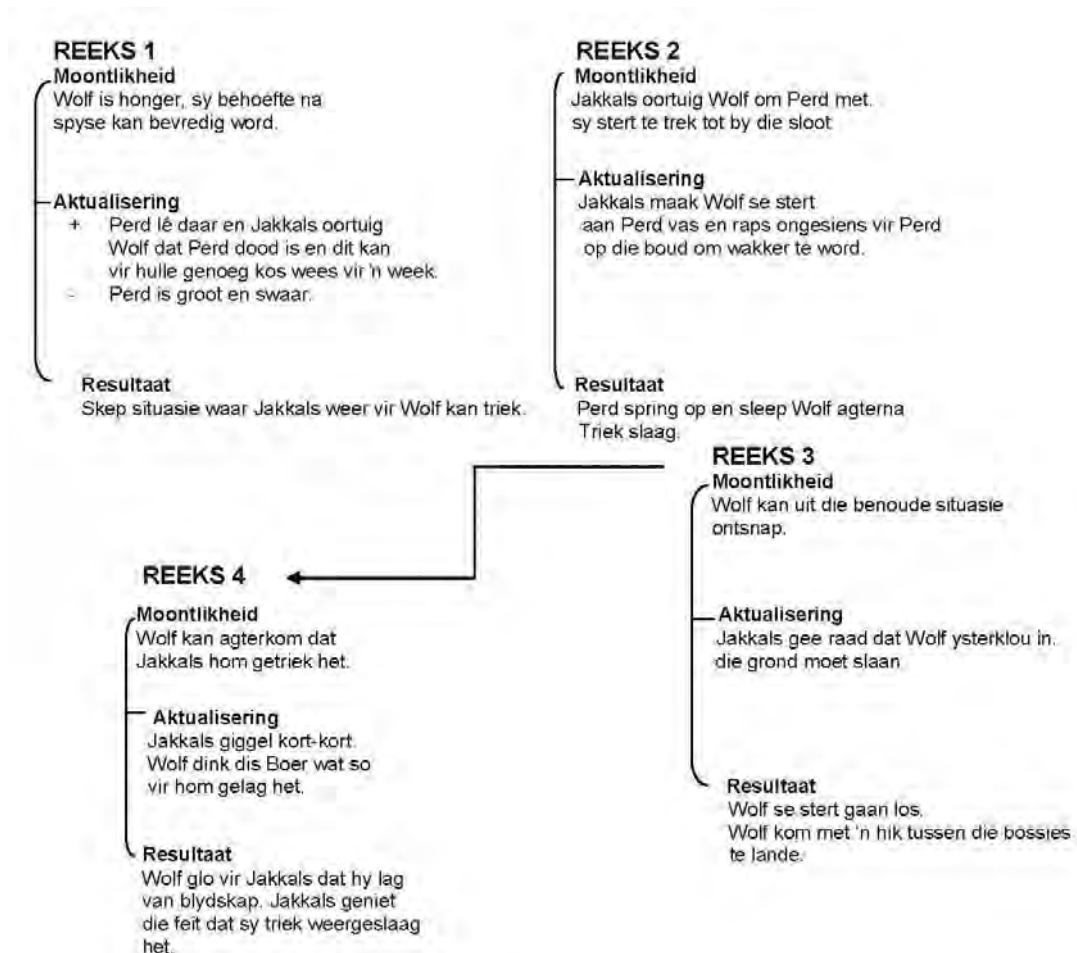 REEKS 1
Moontlikheid
Wolf is honger, sy behoefte na
spyse kan bevredig word.
Aktualisering
+ Perd lê daar en Jakkals oortuig
Wolf dat Perd dood is en dit kan
vir hulle genoeg kos wees vir 'n week.
- Perd is groot en swaar.
Resultaat
Skep situasie waar Jakkals weer vir Wolf kan triek.
REEKS 2
Moontlikheid
Jakkals oortuig Wolf om Perd met.
sy stert te trek tot by die sloot
Aktualisering
Jakkals maak Wolf se stert
aan Perd vas en raps ongesiens vir Perd
op die boud om wakker te word.
Resultaat
Perd spring op en sleep Wolf agterna
Triek slaag.
REEKS 3
Moontlikheid
Wolf kan uit die benoude situasie
ontsnap.
Aktualisering
Jakkals gee raad dat Wolf ysterklou in.
die grond moet slaan
Resultaat
Wolf se stert gaan los.
Wolf kom met 'n hik tussen die bossies
te lande.
REEKS 4
Moontlikheid
Wolf kan agterkom dat
Jakkals hom getriek het.
Aktualisering
Jakkals giggel kort-kort.
Wolf dink dis Boer wat so
vir hom gelag het.
Resultaat
Wolf glo vir Jakkals dat hy lag
van blydskap. Jakkals geniet
die feit dat sy triek weergeslaag
het.